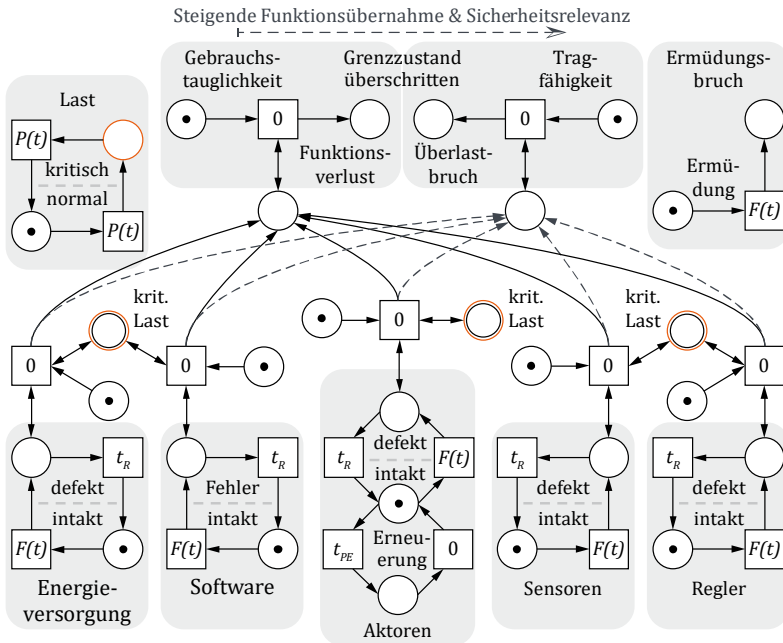 Steigende Funktionsübernahme & Sicherheitsrelevanz
Gebrauchs-
tauglichkeit
Grenzzustand
überschritten
Trag-
fähigkeit
Ermüdungs-
bruch
Last
P(t)
kritisch
normal
P(t)
0
Funktions-
verlust
0
Überlast-
bruch
Ermü-
dung
F(t)
krit.
Last
krit.
Last
krit.
Last
0
0
0
0
0
t_R
defekt
intakt
F(t)
Energie-
versorgung
t_R
Fehler
intakt
F(t)
Software
defekt
t_R
F(t)
intakt
t_PE
Erneu-
erung
0
Aktoren
t_R
defekt
intakt
F(t)
Sensoren
t_R
defekt
intakt
F(t)
Regler